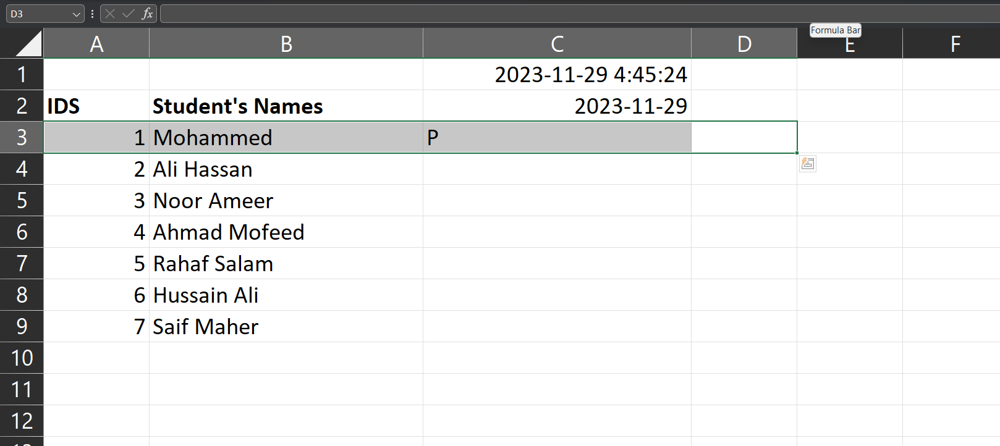 D3 fx
Formula Bar
A B C D E F
1 2023-11-29 4:45:24
2 IDS Student's Names 2023-11-29
3 1 Mohammed P
4 2 Ali Hassan
5 3 Noor Ameer
6 4 Ahmad Mofeed
7 5 Rahaf Salam
8 6 Hussain Ali
9 7 Saif Maher
10
11
12